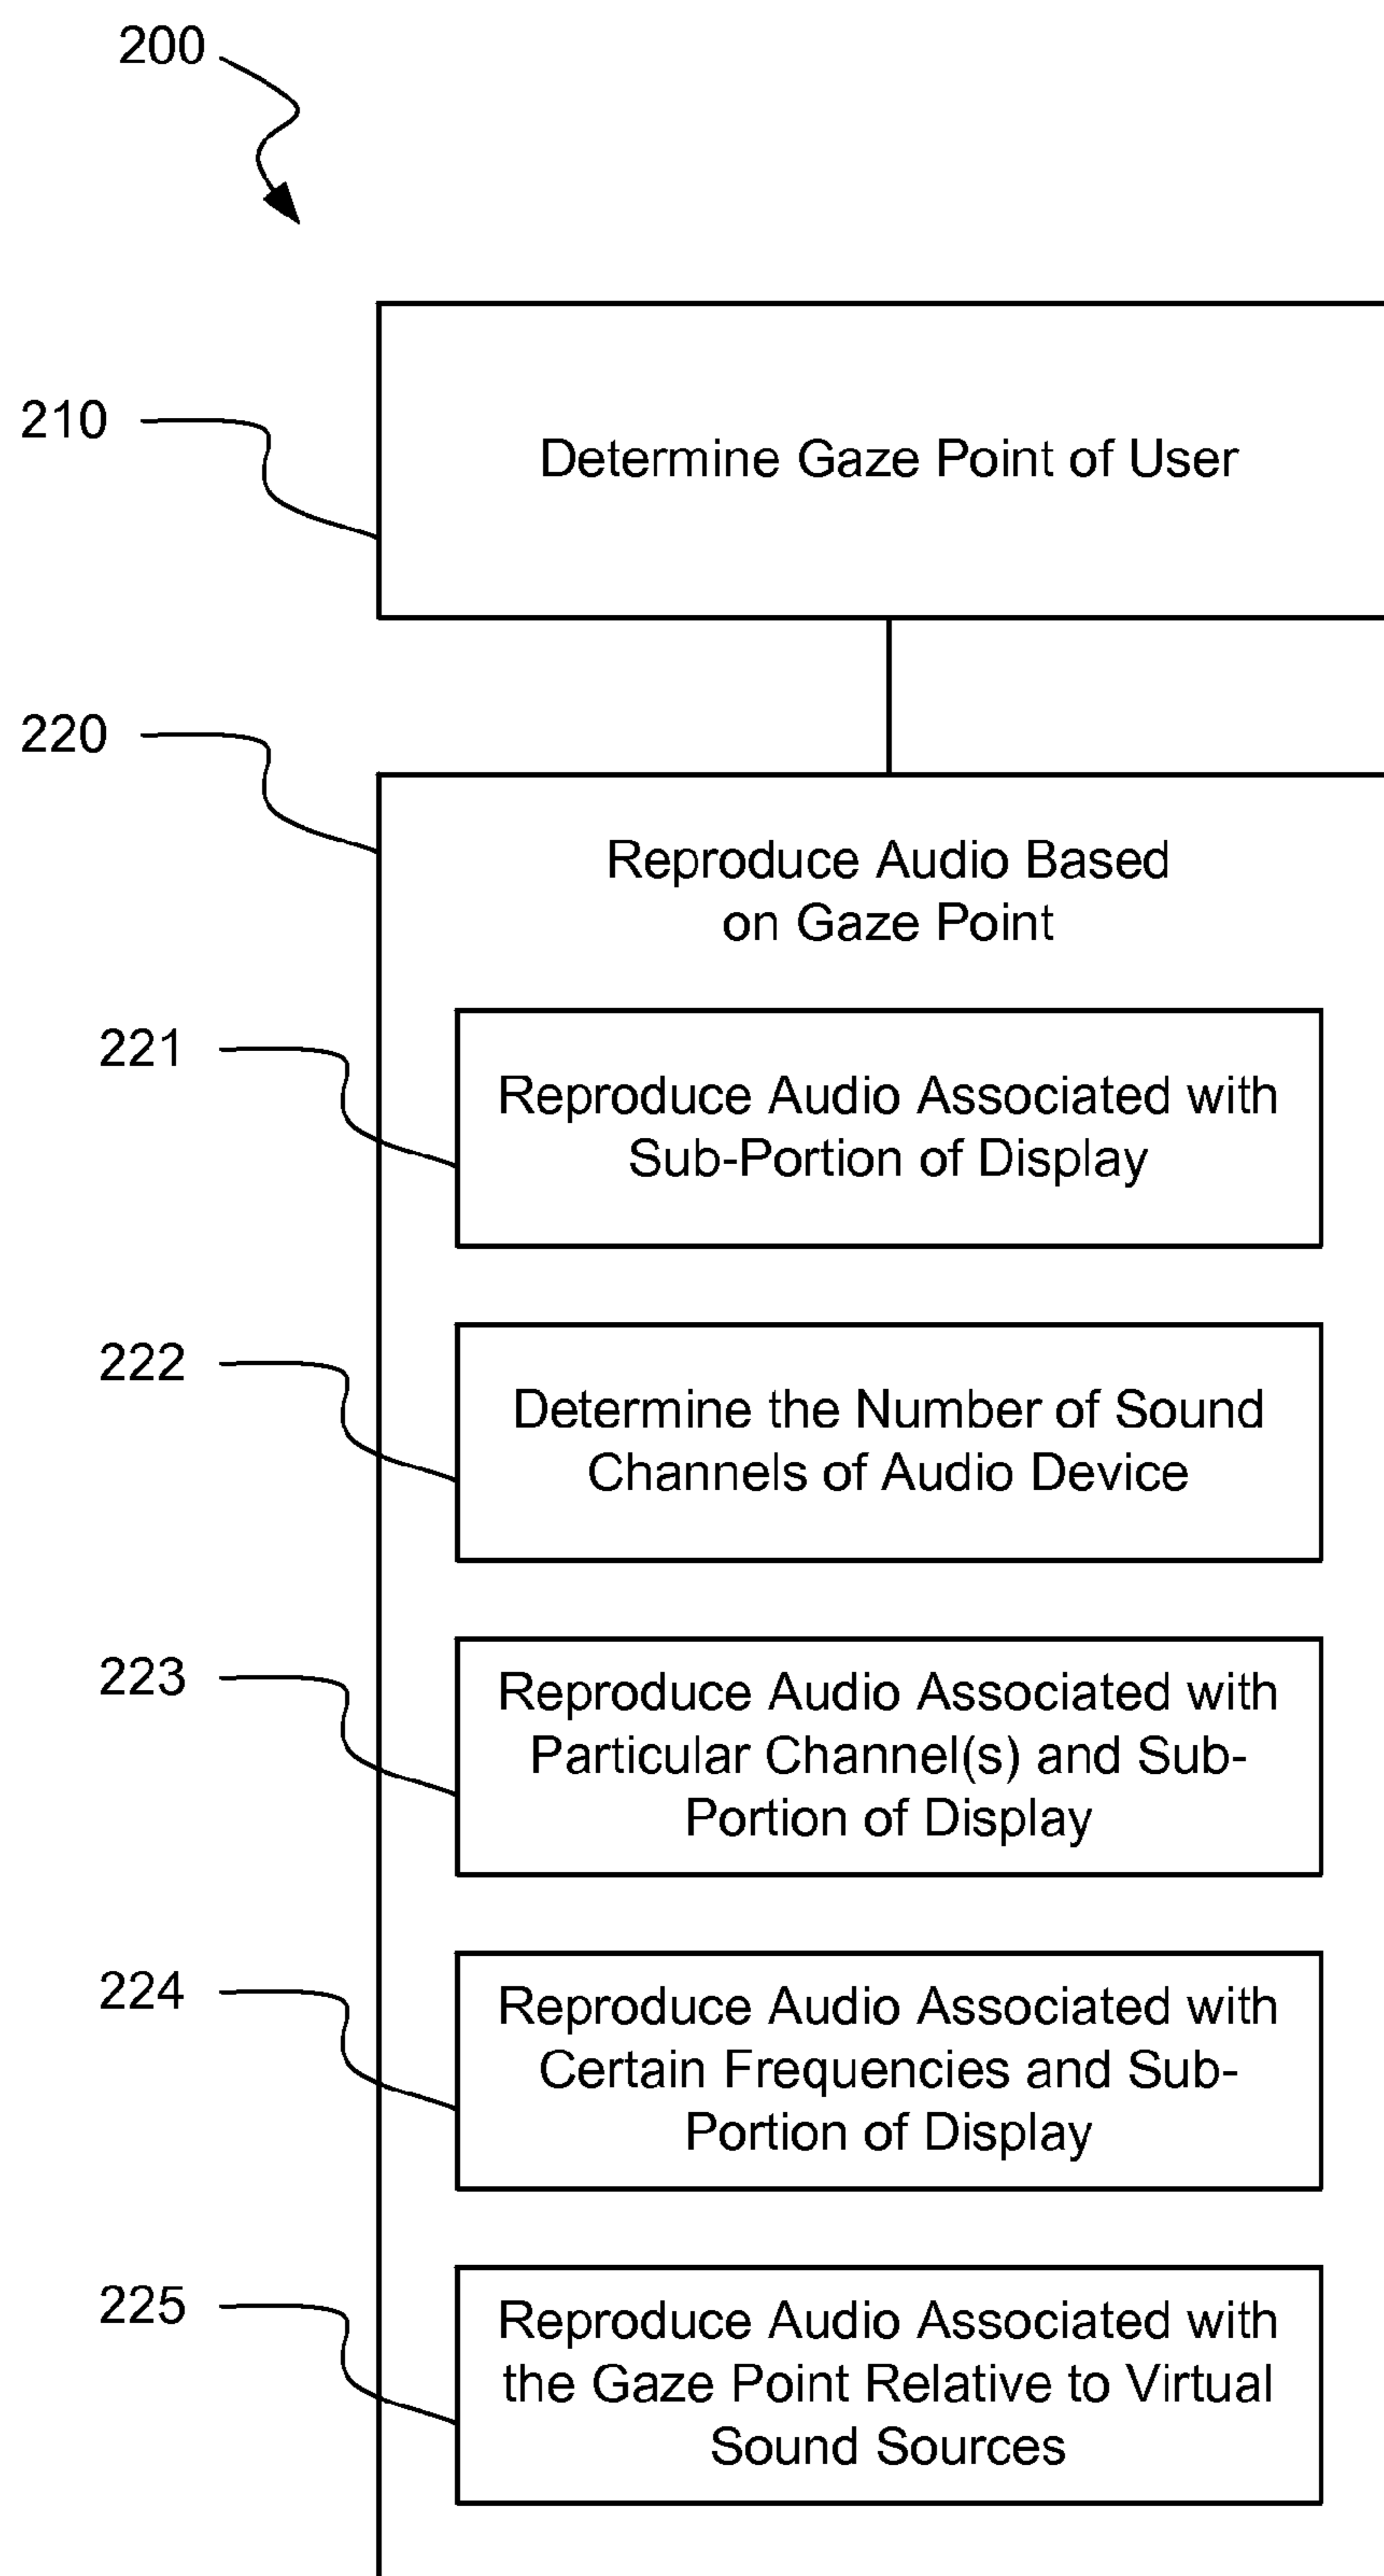 200
210
Determine Gaze Point of User
220
Reproduce Audio Based
on Gaze Point
221
Reproduce Audio Associated with
Sub-Portion of Display
222
Determine the Number of Sound
Channels of Audio Device
223
Reproduce Audio Associated with
Particular Channel(s) and Sub-
Portion of Display
224
Reproduce Audio Associated with
Certain Frequencies and Sub-
Portion of Display
225
Reproduce Audio Associated with
the Gaze Point Relative to Virtual
Sound Sources